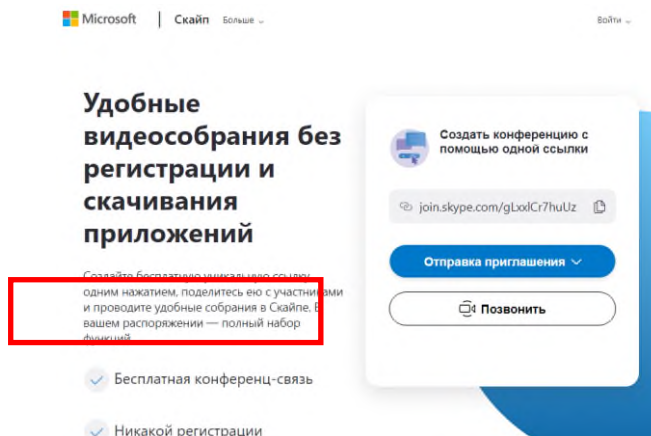 Microsoft | Скайп Больше
Войти
Удобные
видеособрания без
регистрации и
скачивания
приложений
Создайте бесплатную уникальную ссылку
одним нажатием, поделитесь ею с участниками
и проводите удобные собрания в Скайпе. В
вашем распоряжении — полный набор
функций
Бесплатная конференц-связь
Никакой регистрации
Создать конференцию с
помощью одной ссылки
join.skype.com/gLxxlCr7huUz
Отправка приглашения
Позвонить